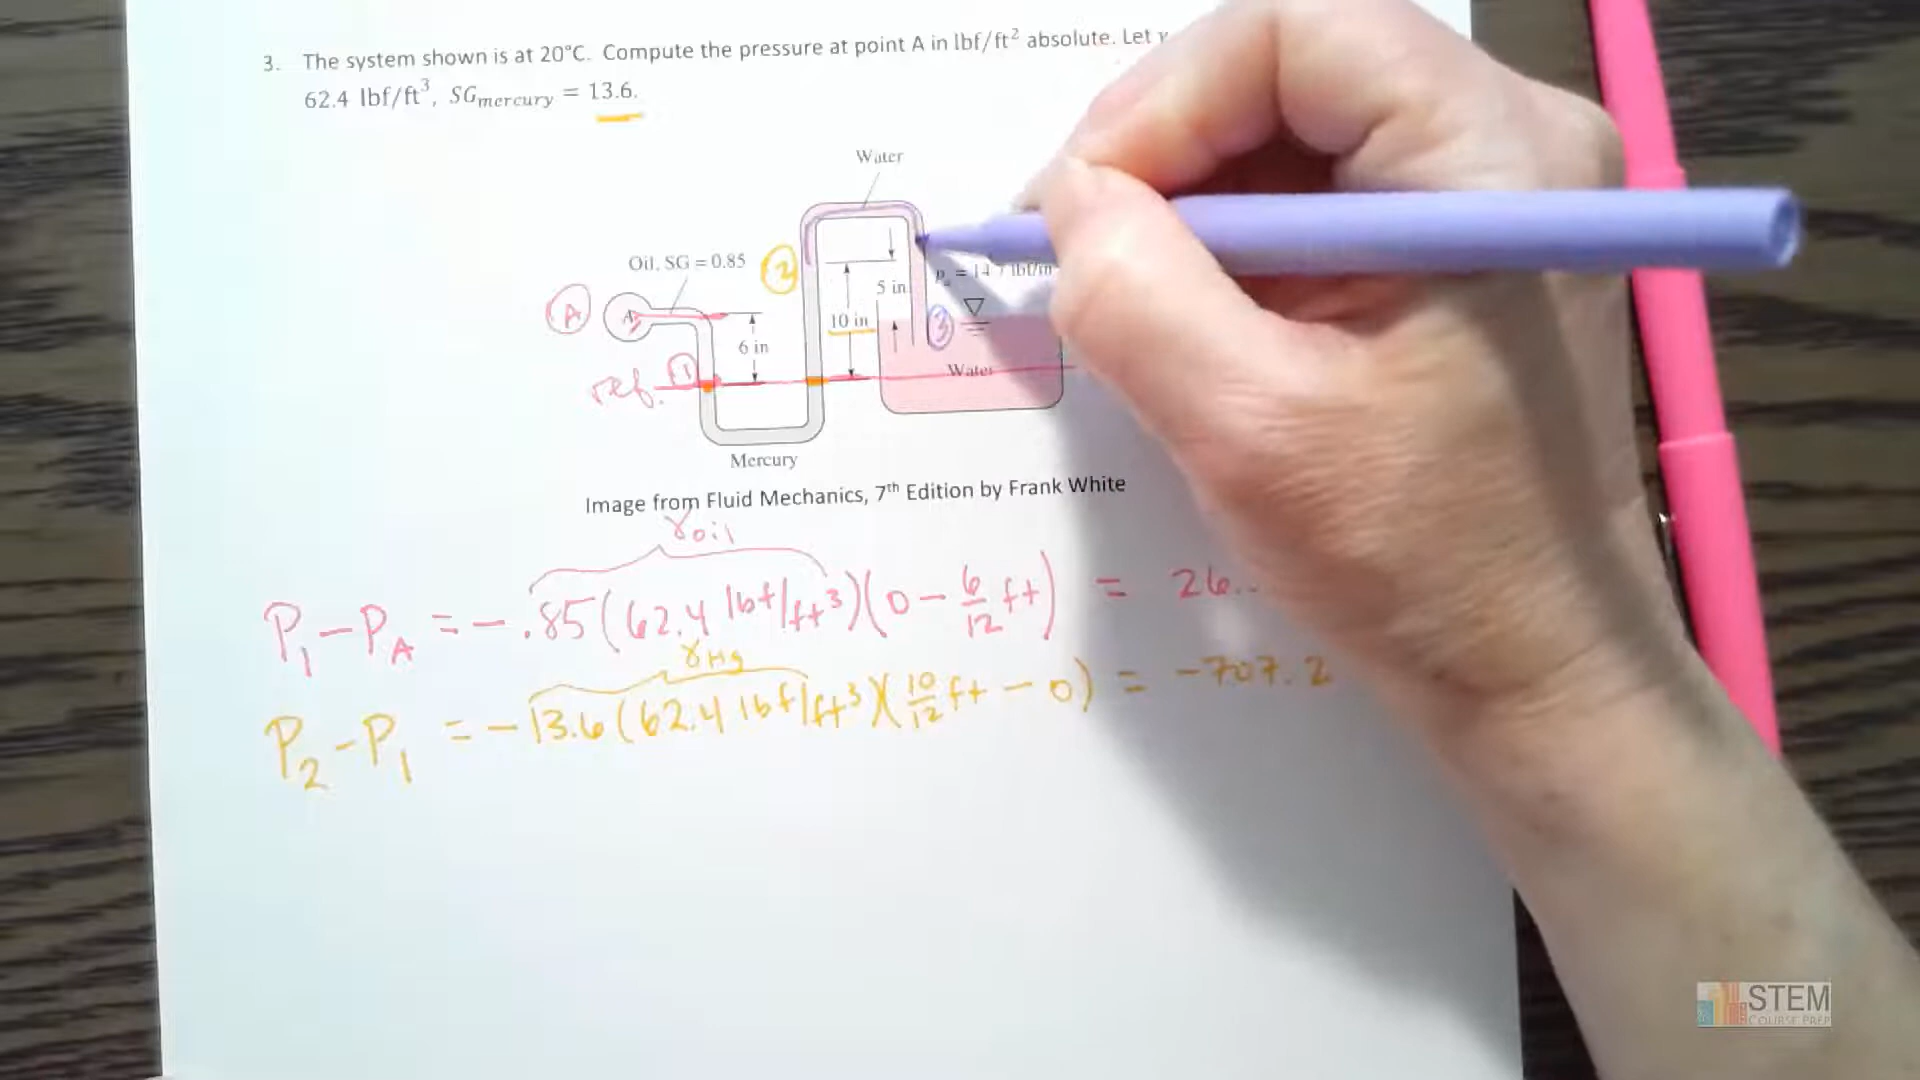 3. The system shown is at 20°C. Compute the pressure at point A in lbf/ft² absolute. Let γ
62.4 lbf/ft³, SGmercury = 13.6.
Water
Oil, SG = 0.85
2
A
A
5 in
10 in
3
6 in
1
ref.
Water
Mercury
Image from Fluid Mechanics, 7th Edition by Frank White
γoil
P₁ - P_A = - .85 (62.4 lbf/ft³)(0 - 6/12 ft) = 26..
γHg
P₂ - P₁ = - 13.6 (62.4 lbf/ft³)(10/12 ft - 0) = -707.2
STEM
COURSE PREP